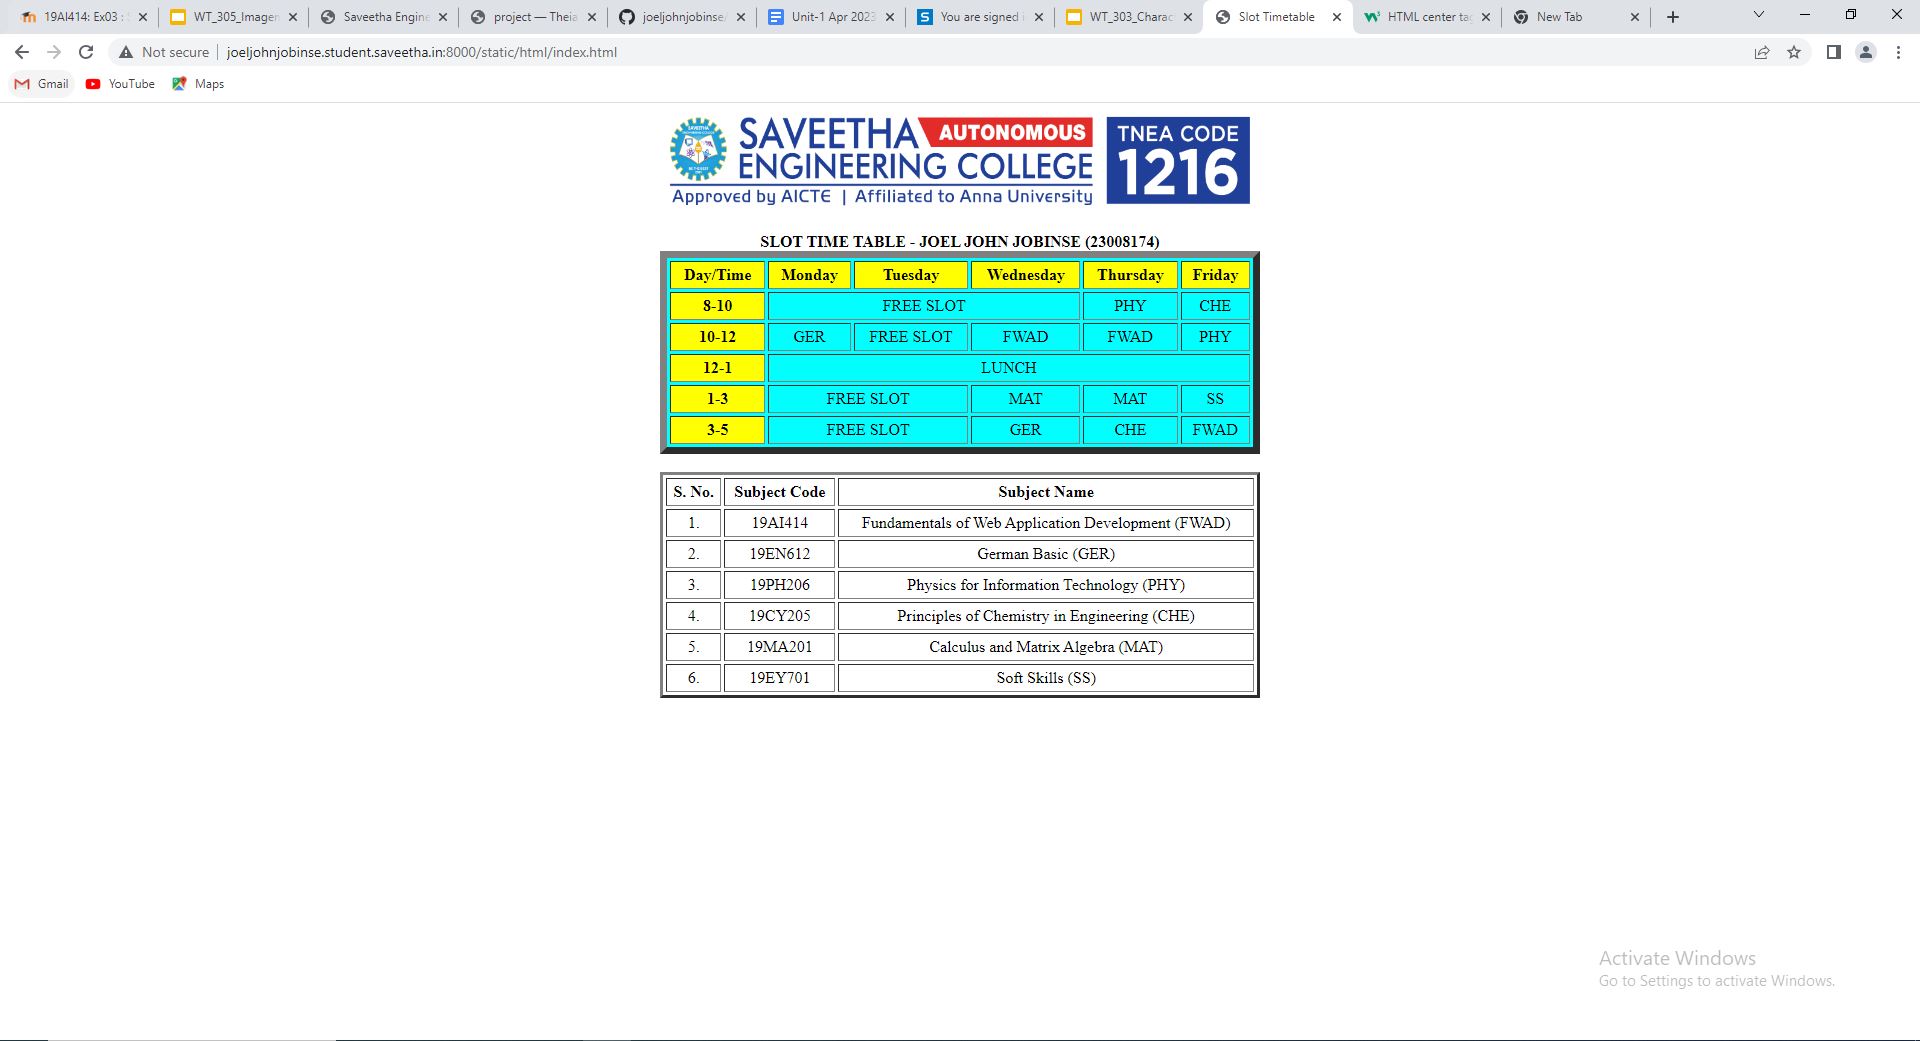 19AI414: Ex03 :
WT_305_Imagen
Saveetha Engine
project — Theia
joeljohnjobinse/
Unit-1 Apr 2023
You are signed
WT_303_Charac
Slot Timetable
HTML center tag
New Tab
Not secure
joeljohnjobinse.student.saveetha.in:8000/static/html/index.html
Gmail
YouTube
Maps
SAVEETHA AUTONOMOUS
ENGINEERING COLLEGE
Approved by AICTE | Affiliated to Anna University
TNEA CODE
1216
SLOT TIME TABLE - JOEL JOHN JOBINSE (23008174)
Day/Time Monday Tuesday Wednesday Thursday Friday
8-10 FREE SLOT PHY CHE
10-12 GER FREE SLOT FWAD FWAD PHY
12-1 LUNCH
1-3 FREE SLOT MAT MAT SS
3-5 FREE SLOT GER CHE FWAD
S. No. Subject Code Subject Name
1. 19AI414 Fundamentals of Web Application Development (FWAD)
2. 19EN612 German Basic (GER)
3. 19PH206 Physics for Information Technology (PHY)
4. 19CY205 Principles of Chemistry in Engineering (CHE)
5. 19MA201 Calculus and Matrix Algebra (MAT)
6. 19EY701 Soft Skills (SS)
Activate Windows
Go to Settings to activate Windows.